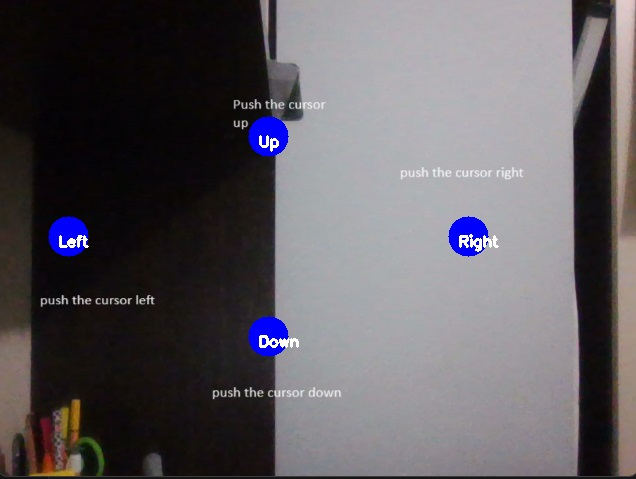 Push the cursor
up
Up
push the cursor right
Left
Right
push the cursor left
Down
push the cursor down